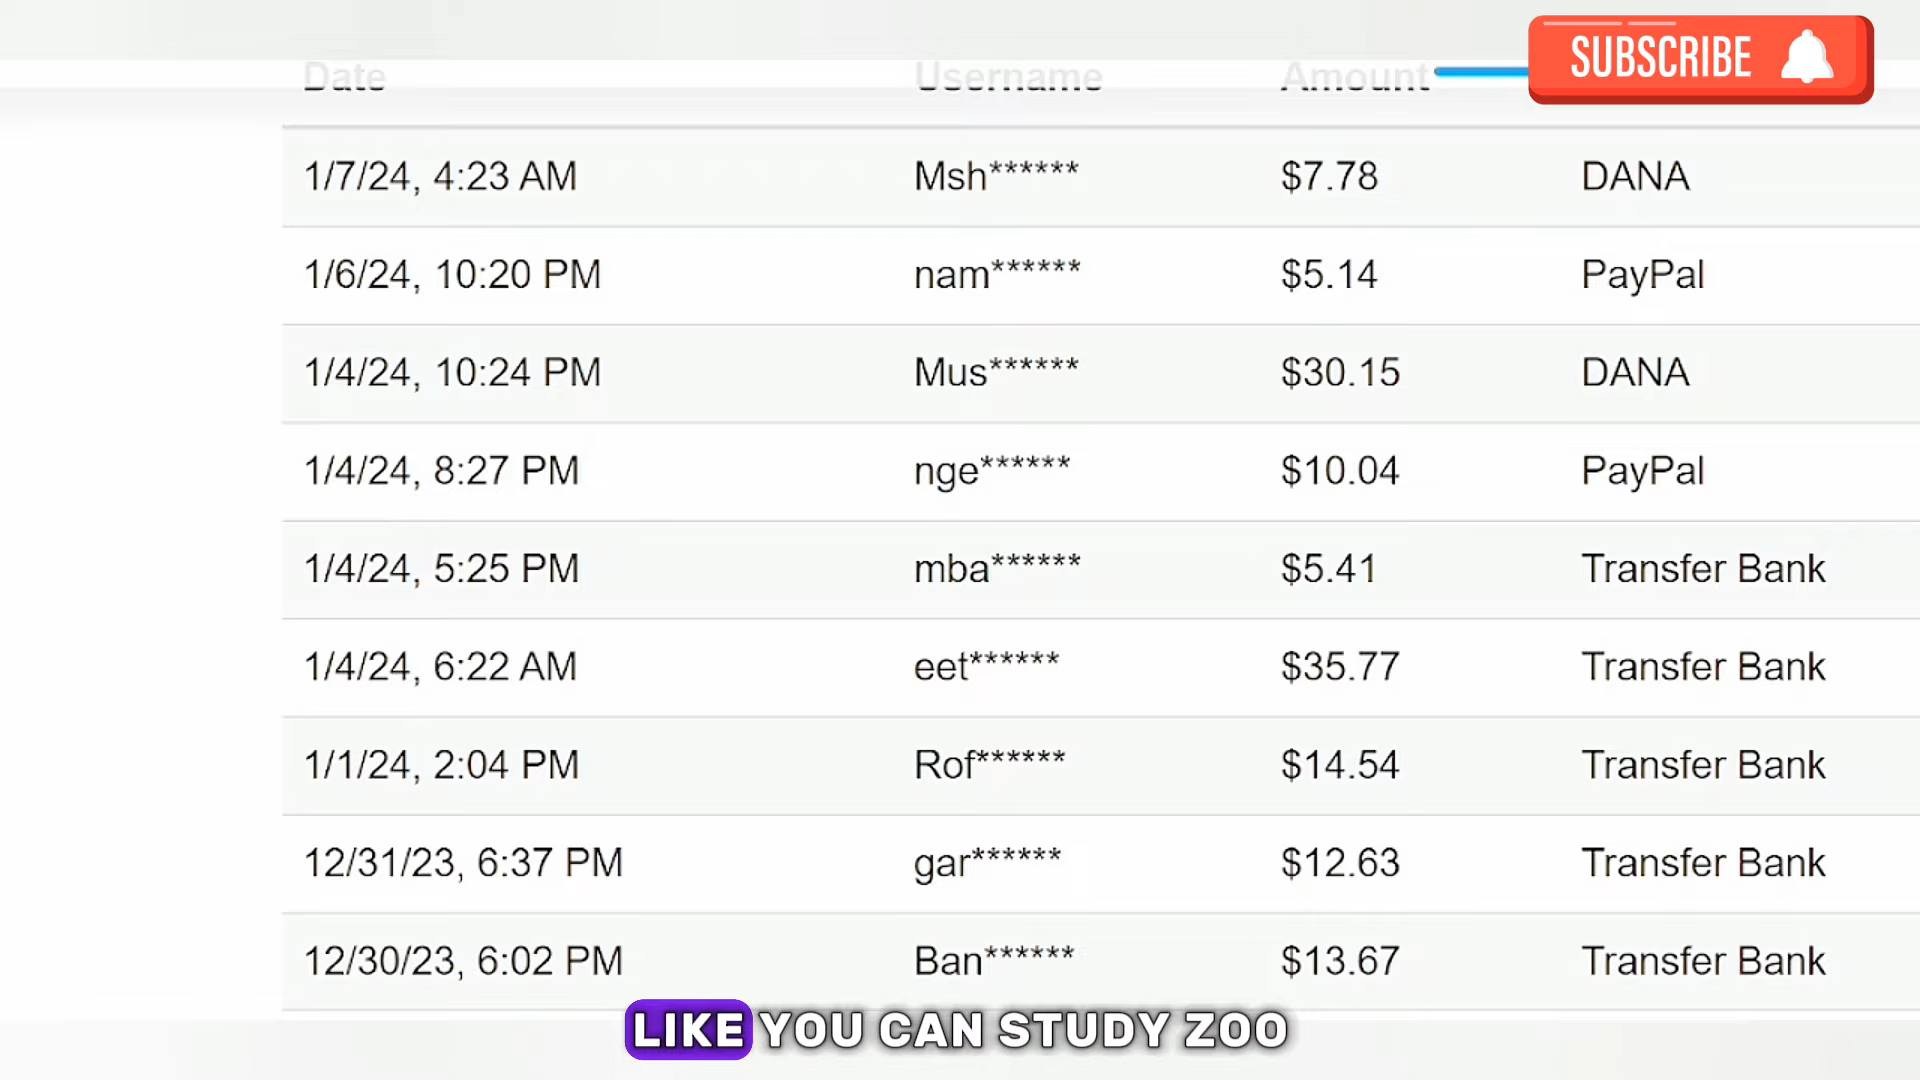 SUBSCRIBE
Date Username Amount
1/7/24, 4:23 AM Msh****** $7.78 DANA
1/6/24, 10:20 PM nam****** $5.14 PayPal
1/4/24, 10:24 PM Mus****** $30.15 DANA
1/4/24, 8:27 PM nge****** $10.04 PayPal
1/4/24, 5:25 PM mba****** $5.41 Transfer Bank
1/4/24, 6:22 AM eet****** $35.77 Transfer Bank
1/1/24, 2:04 PM Rof****** $14.54 Transfer Bank
12/31/23, 6:37 PM gar****** $12.63 Transfer Bank
12/30/23, 6:02 PM Ban****** $13.67 Transfer Bank
LIKE YOU CAN STUDY ZOO